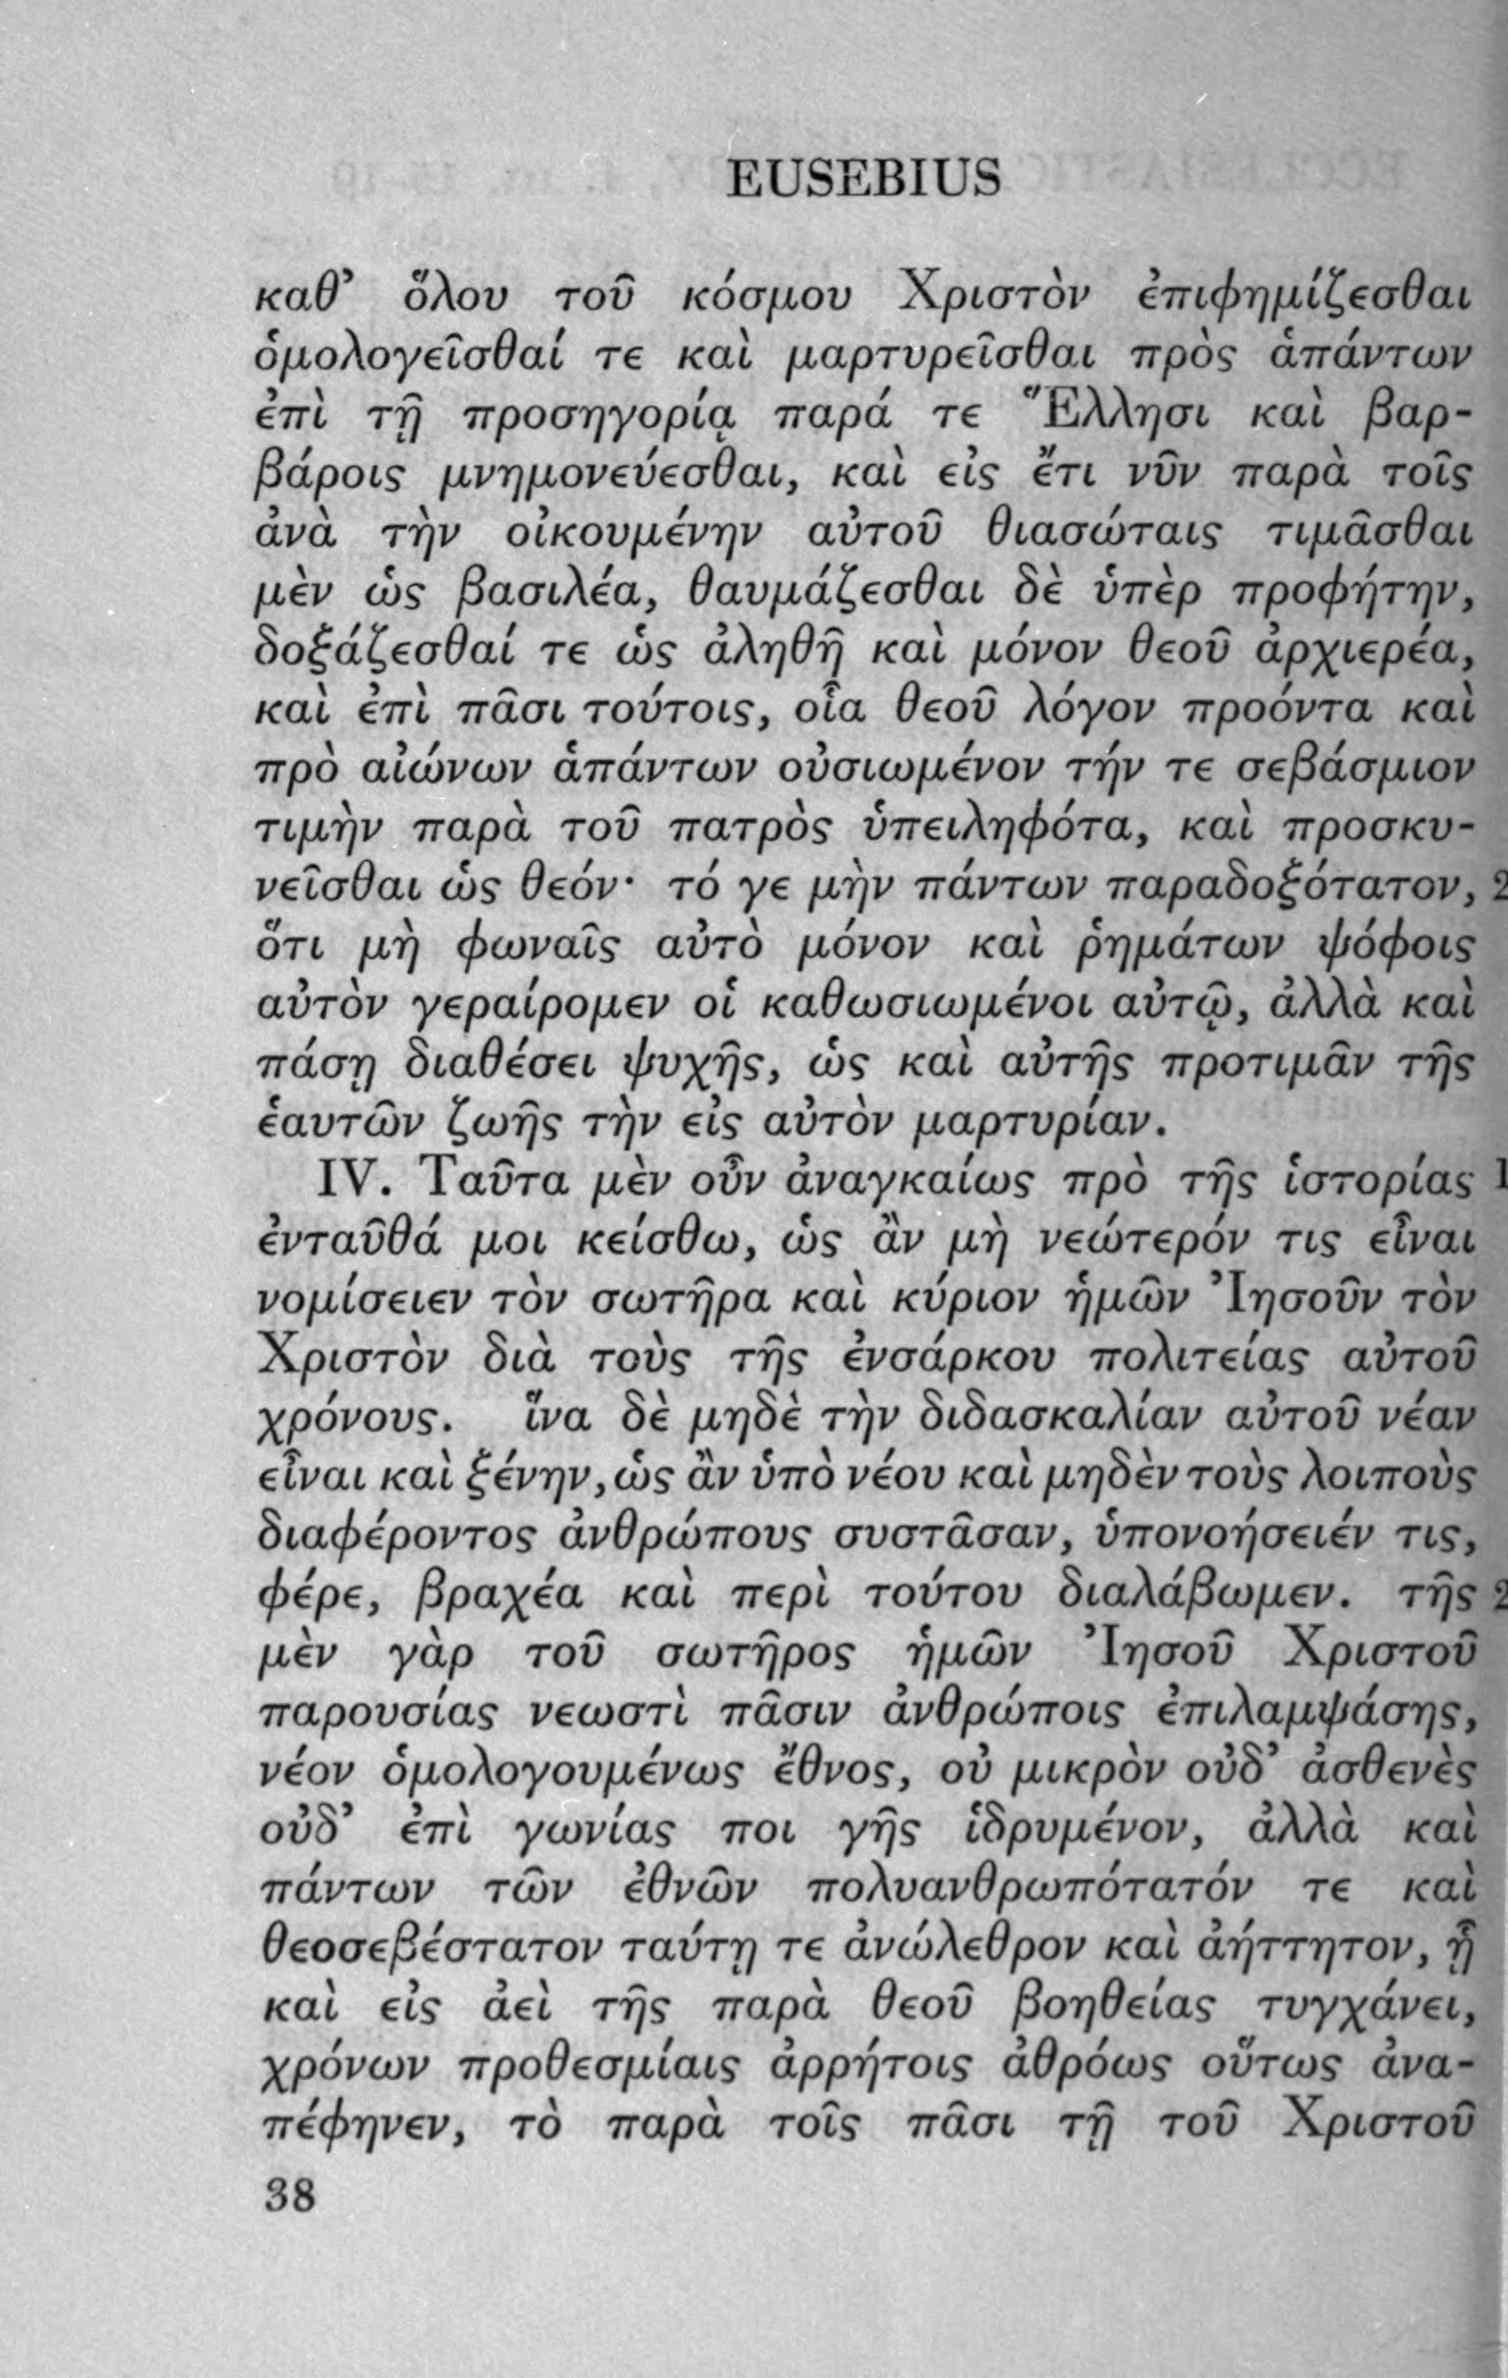 EUSEBIUS
καθ’ ὅλου τοῦ κόσμου Χριστὸν ἐπιφημίζεσθαι
ὁμολογεῖσθαί τε καὶ μαρτυρεῖσθαι πρὸς ἁπάντων
ἐπὶ τῇ προσηγορίᾳ παρά τε Ἕλλησι καὶ βαρ-
βάροις μνημονεύεσθαι, καὶ εἰς ἔτι νῦν παρὰ τοῖς
ἀνὰ τὴν οἰκουμένην αὐτοῦ θιασώταις τιμᾶσθαι
μὲν ὡς βασιλέα, θαυμάζεσθαι δὲ ὑπὲρ προφήτην,
δοξάζεσθαί τε ὡς ἀληθῆ καὶ μόνον θεοῦ ἀρχιερέα,
καὶ ἐπὶ πᾶσι τούτοις, οἷα θεοῦ λόγον προόντα καὶ
πρὸ αἰώνων ἁπάντων οὐσιωμένον τήν τε σεβάσμιον
τιμὴν παρὰ τοῦ πατρὸς ὑπειληφότα, καὶ προσκυ-
νεῖσθαι ὡς θεόν· τό γε μὴν πάντων παραδοξότατον, 2
ὅτι μὴ φωναῖς αὐτὸ μόνον καὶ ῥημάτων ψόφοις
αὐτὸν γεραίρομεν οἱ καθωσιωμένοι αὐτῷ, ἀλλὰ καὶ
πάσῃ διαθέσει ψυχῆς, ὡς καὶ αὐτῆς προτιμᾶν τῆς
ἑαυτῶν ζωῆς τὴν εἰς αὐτὸν μαρτυρίαν.
IV. Ταῦτα μὲν οὖν ἀναγκαίως πρὸ τῆς ἱστορίας 1
ἐνταῦθά μοι κείσθω, ὡς ἂν μὴ νεώτερόν τις εἶναι
νομίσειεν τὸν σωτῆρα καὶ κύριον ἡμῶν Ἰησοῦν τὸν
Χριστὸν διὰ τοὺς τῆς ἐνσάρκου πολιτείας αὐτοῦ
χρόνους. ἵνα δὲ μηδὲ τὴν διδασκαλίαν αὐτοῦ νέαν
εἶναι καὶ ξένην, ὡς ἂν ὑπὸ νέου καὶ μηδὲν τοὺς λοιποὺς
διαφέροντος ἀνθρώπους συστᾶσαν, ὑπονοήσειέν τις,
φέρε, βραχέα καὶ περὶ τούτου διαλάβωμεν. τῆς 2
μὲν γὰρ τοῦ σωτῆρος ἡμῶν Ἰησοῦ Χριστοῦ
παρουσίας νεωστὶ πᾶσιν ἀνθρώποις ἐπιλαμψάσης,
νέον ὁμολογουμένως ἔθνος, οὐ μικρὸν οὐδ’ ἀσθενὲς
οὐδ’ ἐπὶ γωνίας ποι γῆς ἱδρυμένον, ἀλλὰ καὶ
πάντων τῶν ἐθνῶν πολυανθρωπότατόν τε καὶ
θεοσεβέστατον ταύτῃ τε ἀνώλεθρον καὶ ἀήττητον, ᾗ
καὶ εἰς ἀεὶ τῆς παρὰ θεοῦ βοηθείας τυγχάνει,
χρόνων προθεσμίαις ἀρρήτοις ἀθρόως οὕτως ἀνα-
πέφηνεν, τὸ παρὰ τοῖς πᾶσι τῇ τοῦ Χριστοῦ
38